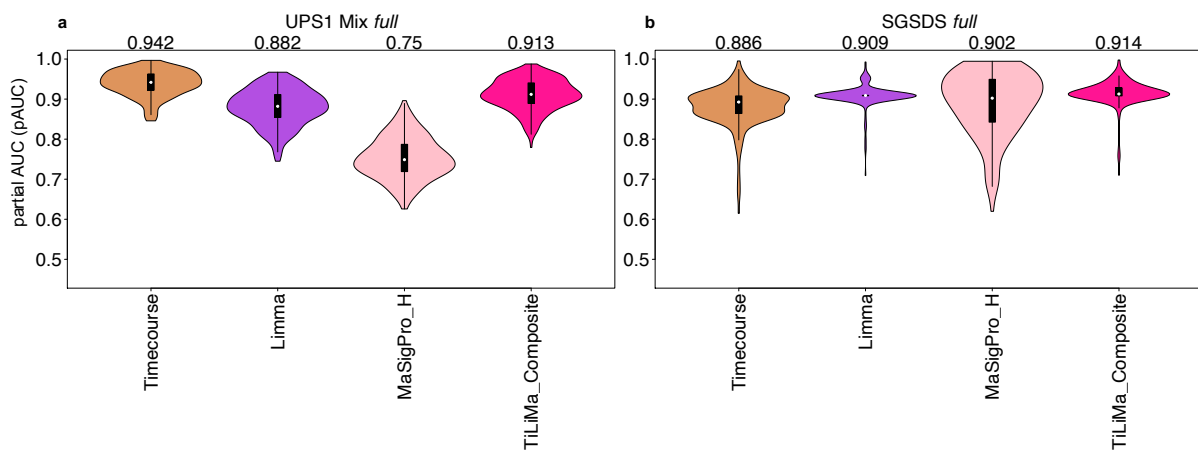 a
UPS1 Mix full
0.942 0.882 0.75 0.913
partial AUC (pAUC)
1.0
0.9
0.8
0.7
0.6
0.5
Timecourse
Limma
MaSigPro_H
TiLiMa_Composite
b
SGSDS full
0.886 0.909 0.902 0.914
1.0
0.9
0.8
0.7
0.6
0.5
Timecourse
Limma
MaSigPro_H
TiLiMa_Composite